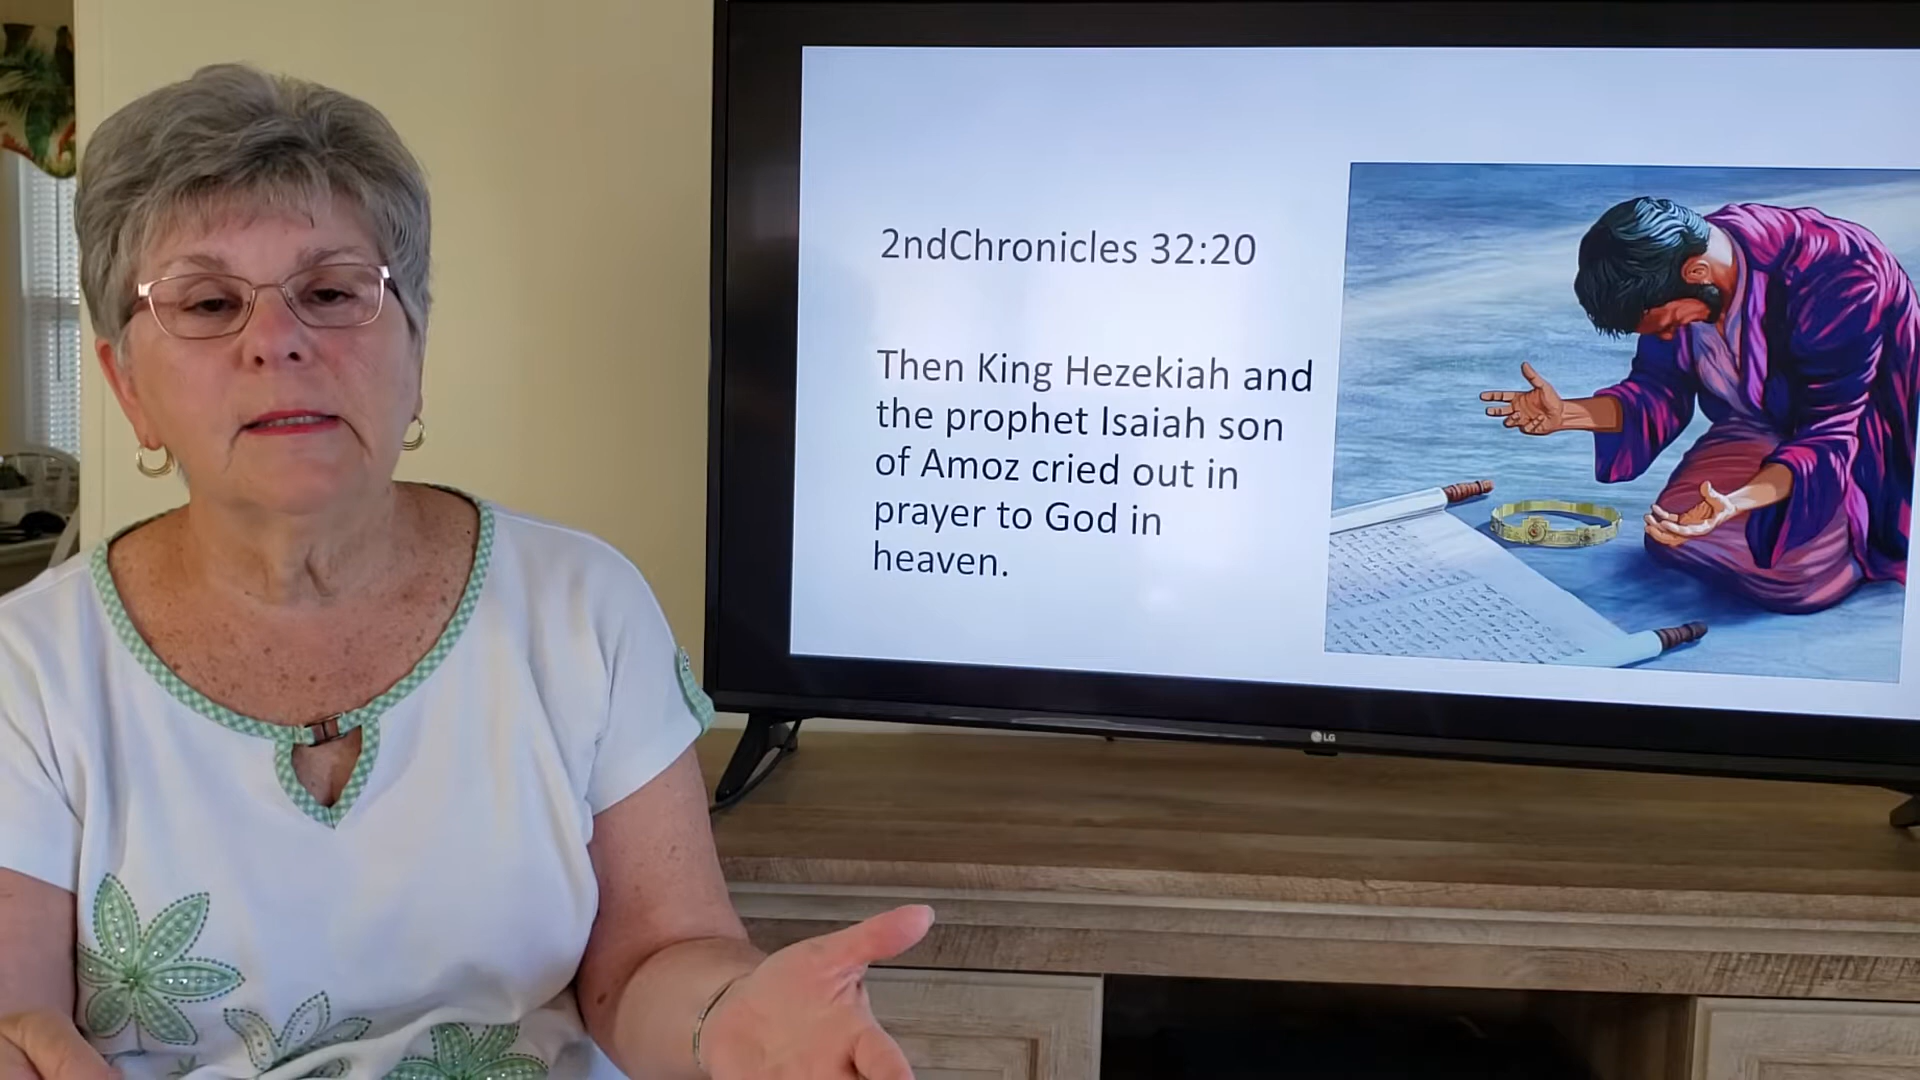 2ndChronicles 32:20
Then King Hezekiah and
the prophet Isaiah son
of Amoz cried out in
prayer to God in
heaven.
LG